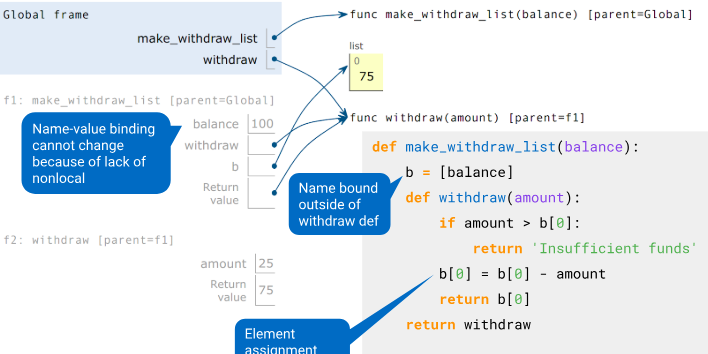 Global frame
make_withdraw_list
withdraw
func make_withdraw_list(balance) [parent=Global]
list
0
75
func withdraw(amount) [parent=f1]
f1: make_withdraw_list [parent=Global]
balance 100
withdraw
b
Return
value
Name-value binding
cannot change
because of lack of
nonlocal
Name bound
outside of
withdraw def
def make_withdraw_list(balance):
b = [balance]
def withdraw(amount):
if amount > b[0]:
return 'Insufficient funds'
b[0] = b[0] - amount
return b[0]
return withdraw
f2: withdraw [parent=f1]
amount 25
Return
value 75
Element
assignment